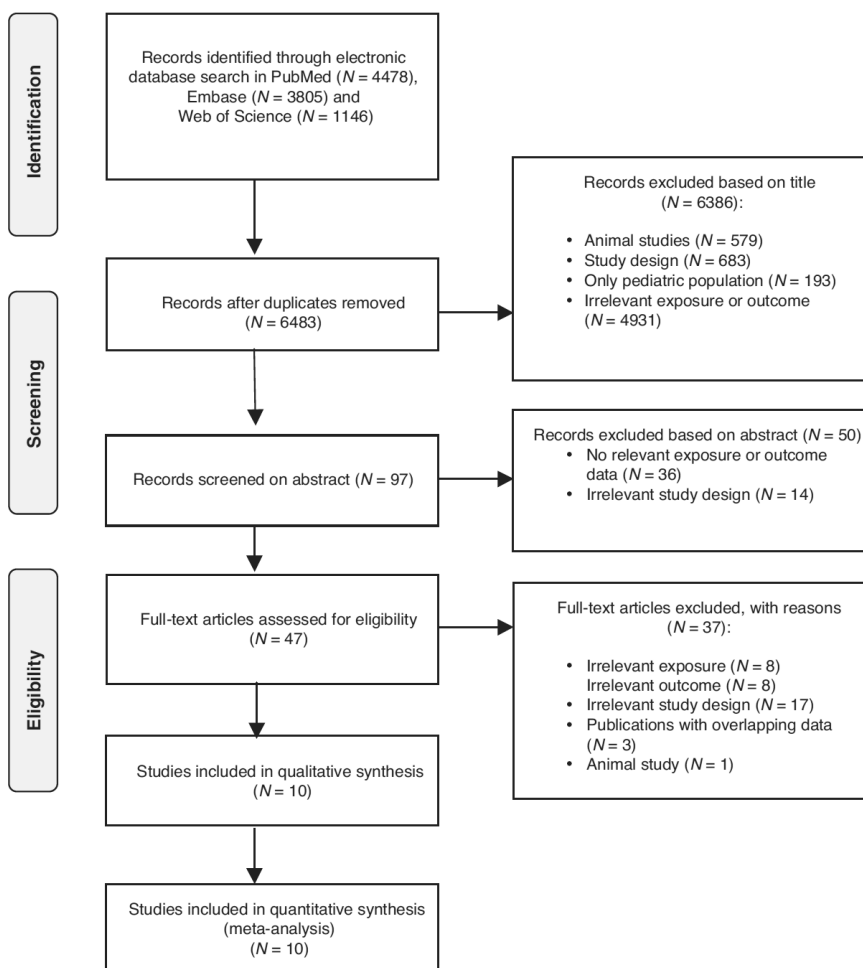 Identification
Records identified through electronic
database search in PubMed (N = 4478),
Embase (N = 3805) and
Web of Science (N = 1146)
Records excluded based on title
(N = 6386):
• Animal studies (N = 579)
• Study design (N = 683)
• Only pediatric population (N = 193)
• Irrelevant exposure or outcome
(N = 4931)
Screening
Records after duplicates removed
(N = 6483)
Records screened on abstract (N = 97)
Records excluded based on abstract (N = 50)
• No relevant exposure or outcome
data (N = 36)
• Irrelevant study design (N = 14)
Eligibility
Full-text articles assessed for eligibility
(N = 47)
Full-text articles excluded, with reasons
(N = 37):
• Irrelevant exposure (N = 8)
Irrelevant outcome (N = 8)
• Irrelevant study design (N = 17)
• Publications with overlapping data
(N = 3)
• Animal study (N = 1)
Studies included in qualitative synthesis
(N = 10)
Studies included in quantitative synthesis
(meta-analysis)
(N = 10)